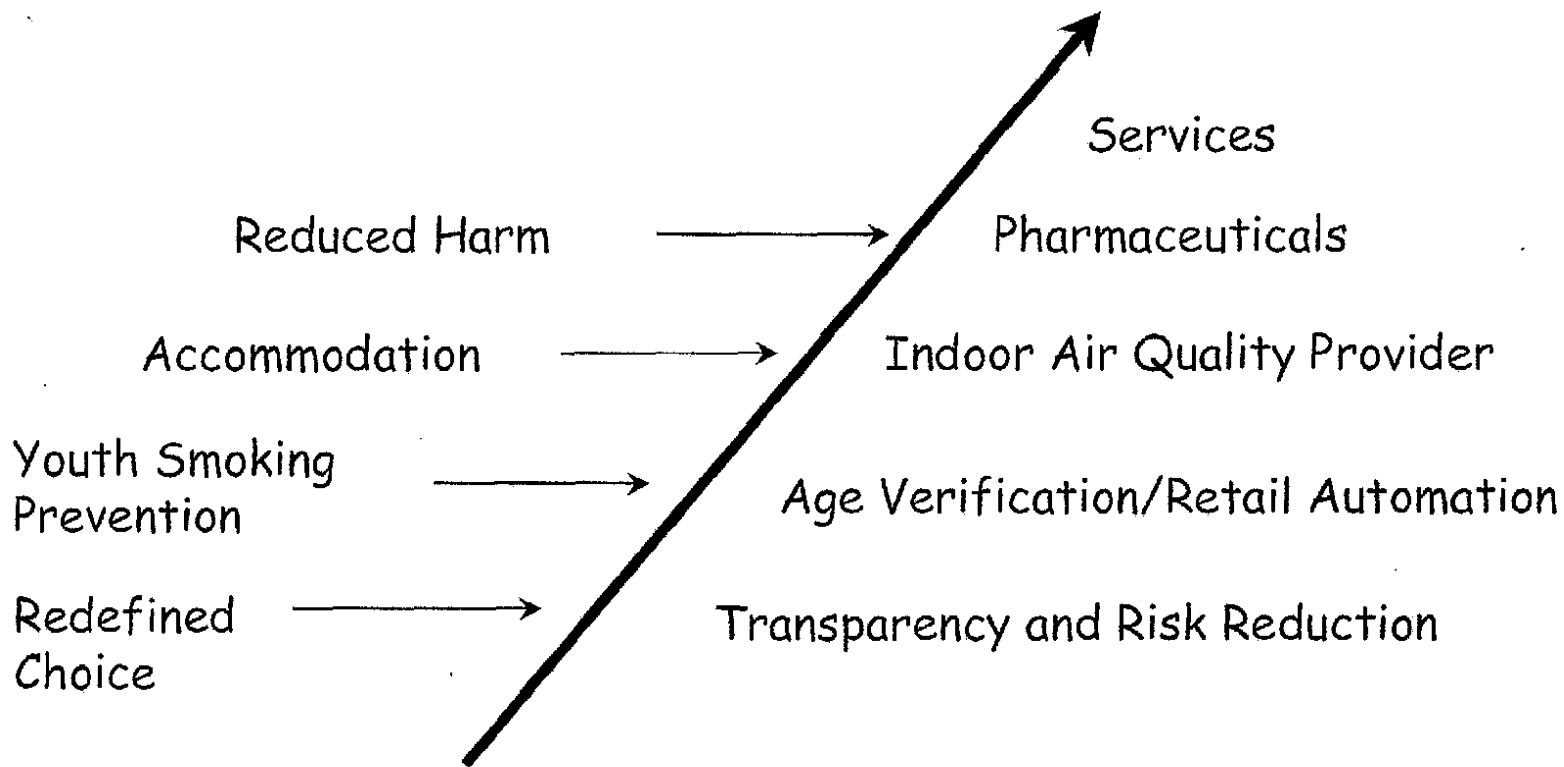 Services
Reduced Harm
Pharmaceuticals
Accommodation
Indoor Air Quality Provider
Youth Smoking
Prevention
Age Verification/Retail Automation
Redefined
Choice
Transparency and Risk Reduction